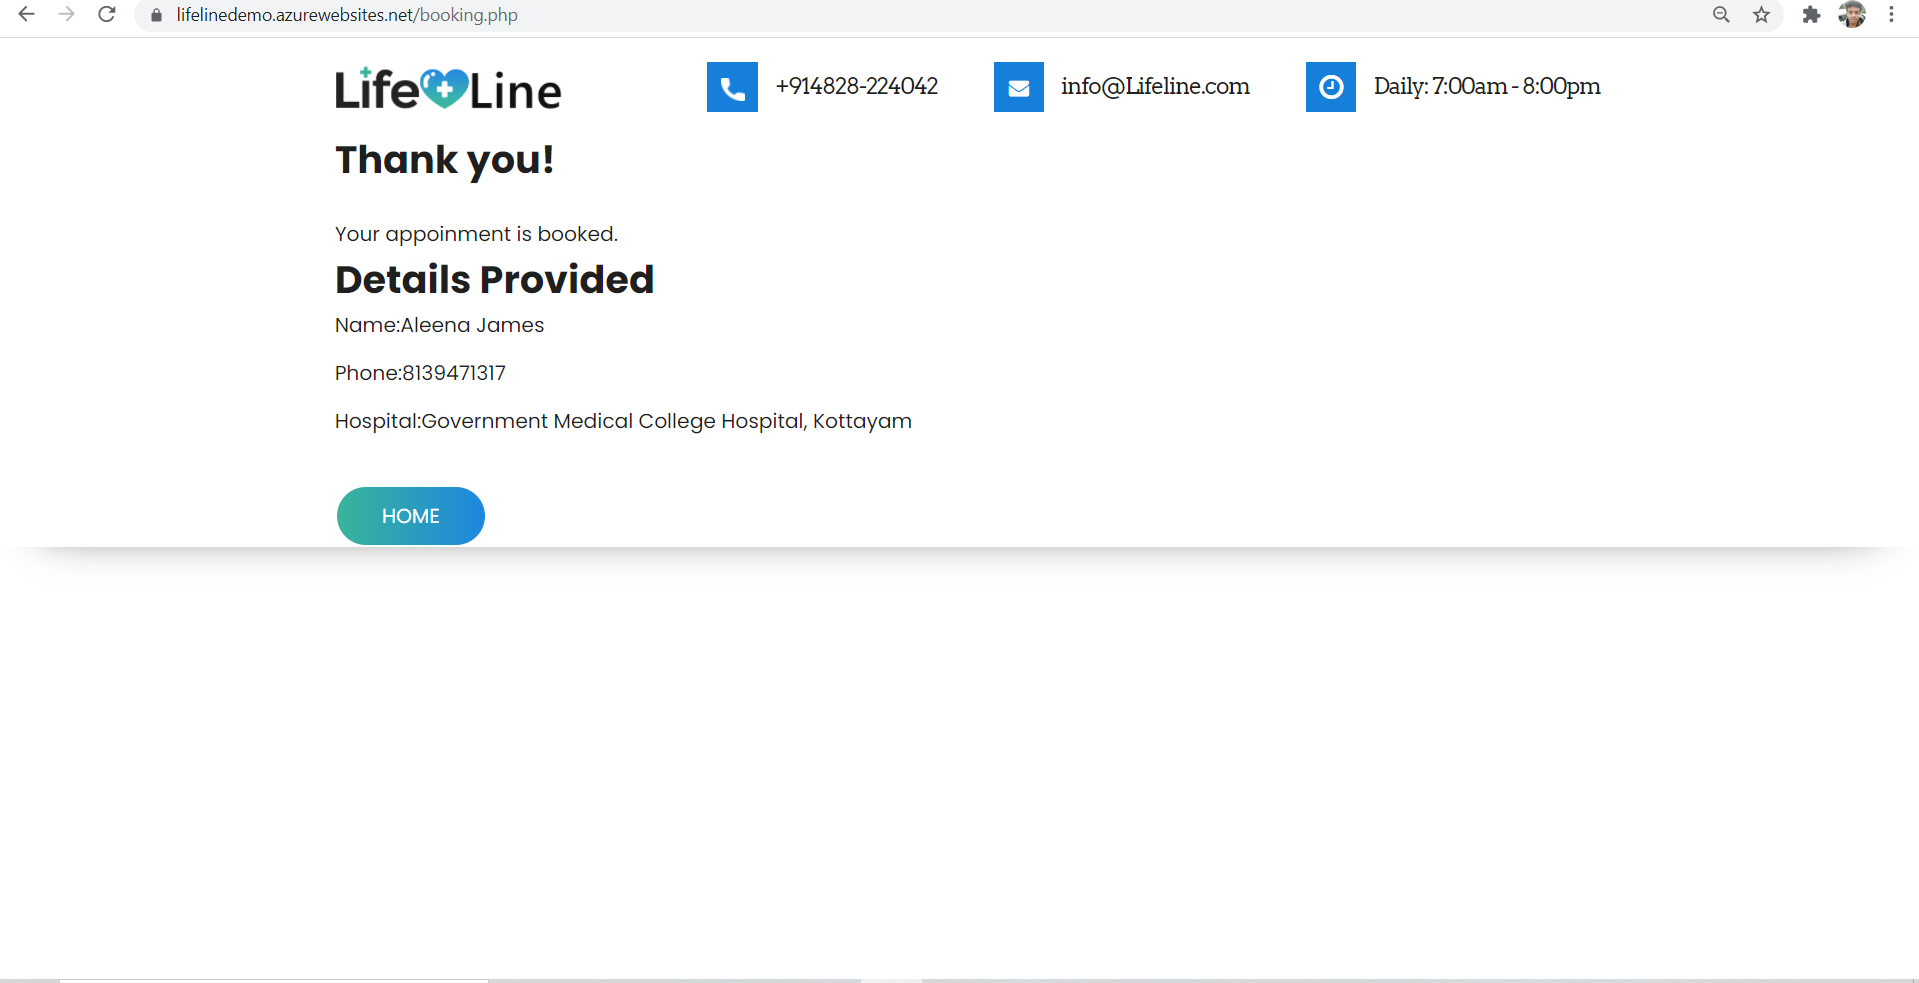 lifelinedemo.azurewebsites.net/booking.php
LifeLine
+914828-224042
info@Lifeline.com
Daily: 7:00am - 8:00pm
Thank you!
Your appoinment is booked.
Details Provided
Name:Aleena James
Phone:8139471317
Hospital:Government Medical College Hospital, Kottayam
HOME